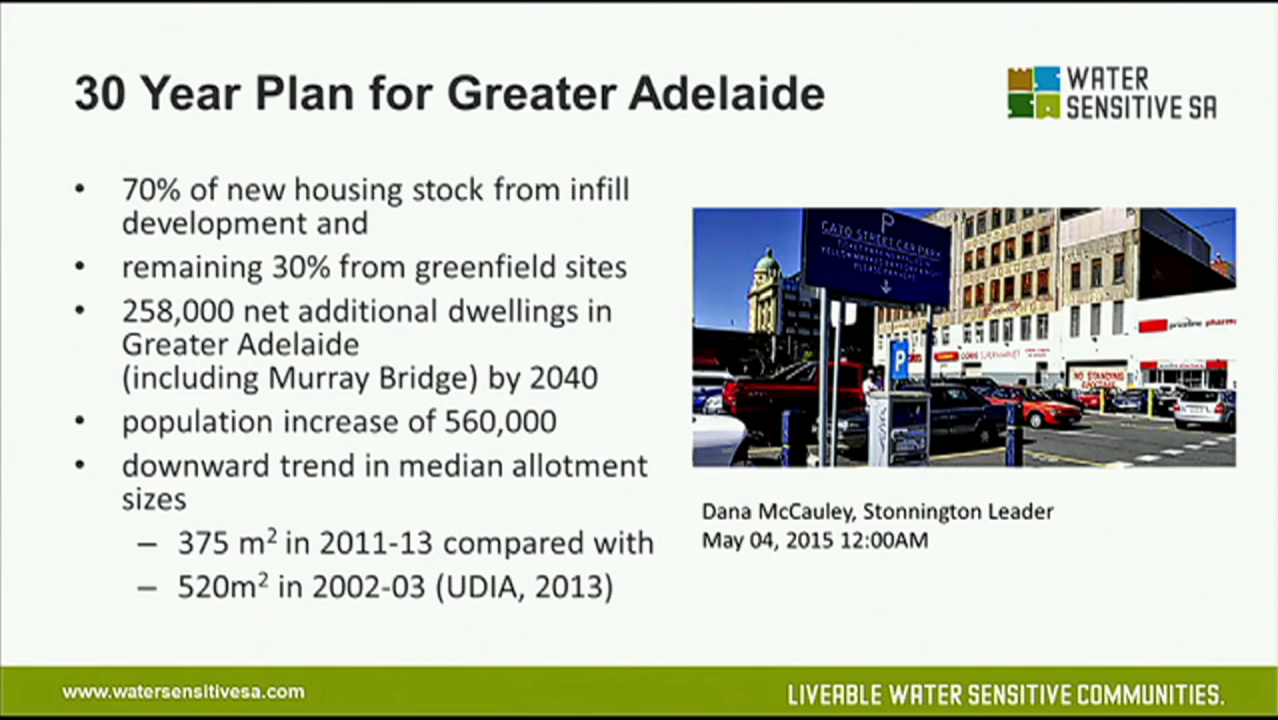 30 Year Plan for Greater Adelaide
WATER
SENSITIVE SA
• 70% of new housing stock from infill
development and
• remaining 30% from greenfield sites
• 258,000 net additional dwellings in
Greater Adelaide
(including Murray Bridge) by 2040
• population increase of 560,000
• downward trend in median allotment
sizes
– 375 m² in 2011-13 compared with
– 520m² in 2002-03 (UDIA, 2013)
P
CATO STREET CAR PARK
P
priceline pharm
NO STANDING
Dana McCauley, Stonnington Leader
May 04, 2015 12:00AM
www.watersensitivesa.com
LIVEABLE WATER SENSITIVE COMMUNITIES.